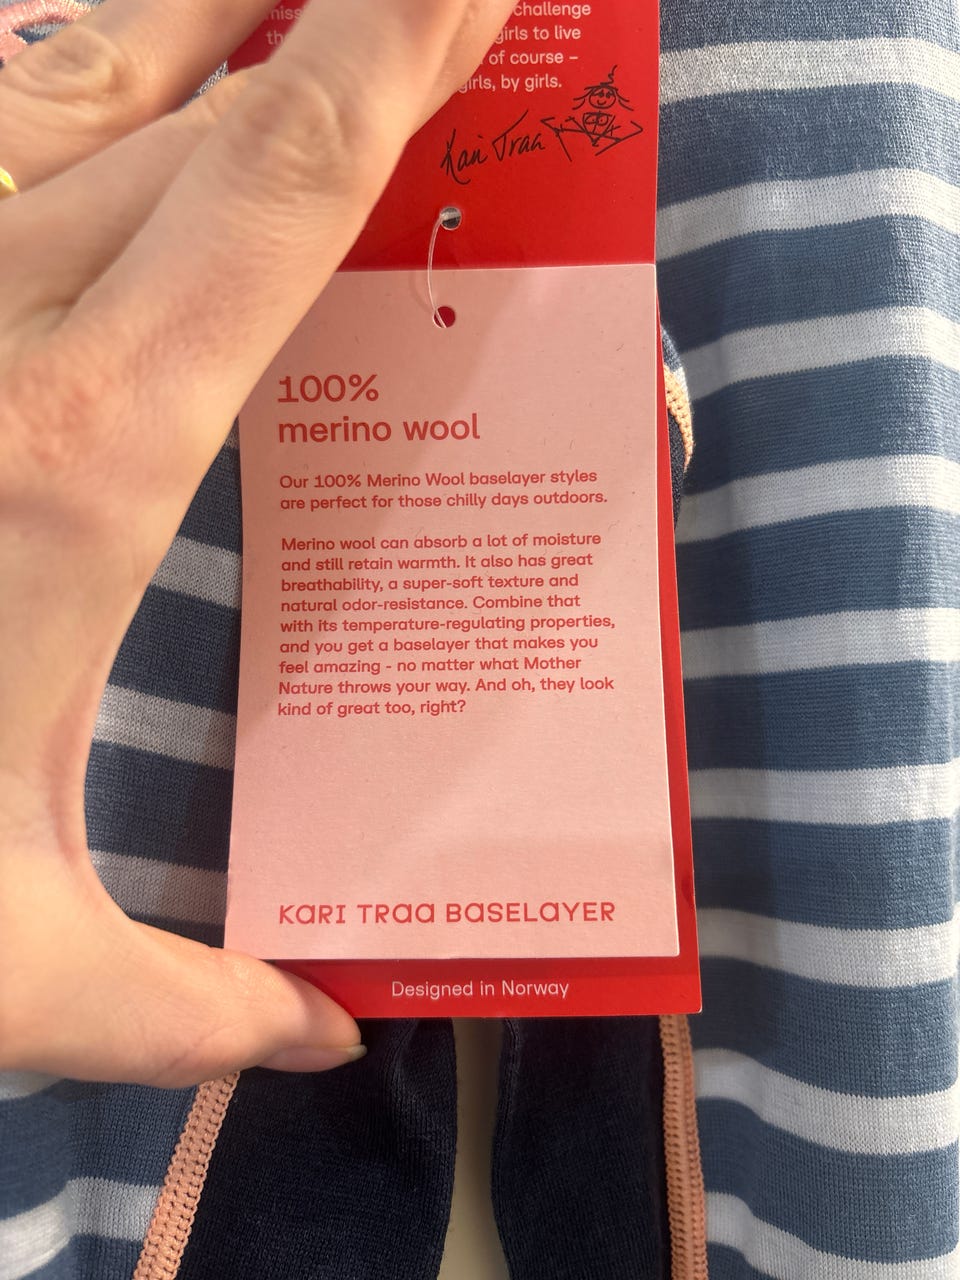 challenge
girls to live
of course –
girls, by girls.
Kari Traa
100%
merino wool
Our 100% Merino Wool baselayer styles
are perfect for those chilly days outdoors.
Merino wool can absorb a lot of moisture
and still retain warmth. It also has great
breathability, a super-soft texture and
natural odor-resistance. Combine that
with its temperature-regulating properties,
and you get a baselayer that makes you
feel amazing - no matter what Mother
Nature throws your way. And oh, they look
kind of great too, right?
KARI TRAA BASELAYER
Designed in Norway